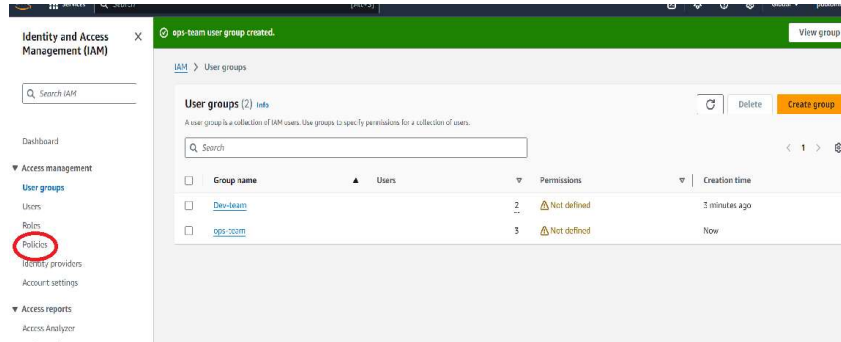 Services
Search
[Alt+S]
Global
Identity and Access Management (IAM)
X
Search IAM
Dashboard
Access management
User groups
Users
Roles
Policies
Identity providers
Account settings
Access reports
Access Analyzer
ops-team user group created.
View group
IAM > User groups
User groups (2) Info
A user group is a collection of IAM users. Use groups to specify permissions for a collection of users.
Delete
Create group
Search
< 1 >
Group name Users Permissions Creation time
Dev-team 2 Not defined 3 minutes ago
ops-team 3 Not defined Now